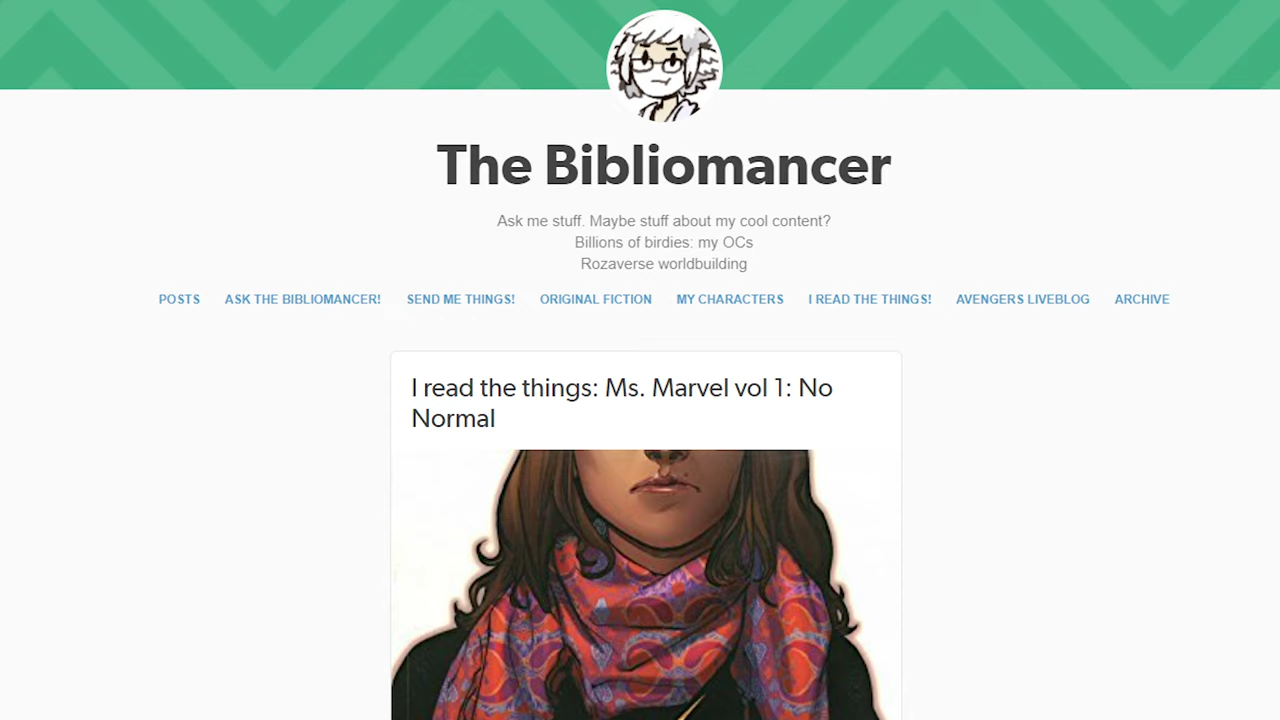 The Bibliomancer
Ask me stuff. Maybe stuff about my cool content?
Billions of birdies: my OCs
Rozaverse worldbuilding
POSTS ASK THE BIBLIOMANCER! SEND ME THINGS! ORIGINAL FICTION MY CHARACTERS I READ THE THINGS! AVENGERS LIVEBLOG ARCHIVE
I read the things: Ms. Marvel vol 1: No
Normal